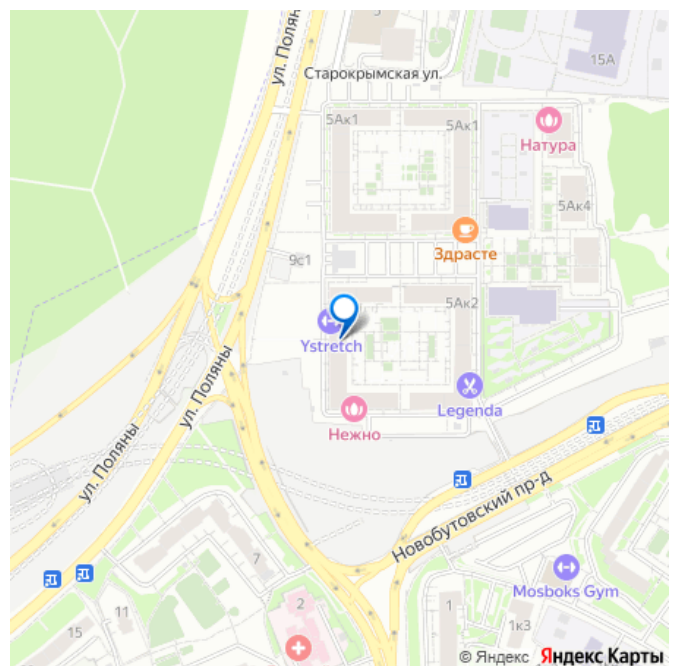 ул. Поляны
5
15А
Старокрымская ул.
5Ак1
5Ак1
Натура
5Ак4
Здрасте
9с1
5Ак2
Ystretch
ул. Поляны
Legenda
Нежно
ул. Поляны
Новобутовский пр-д
7
Mosboks Gym
2
1
11
1к3
15
© Яндекс Яндекс Карты